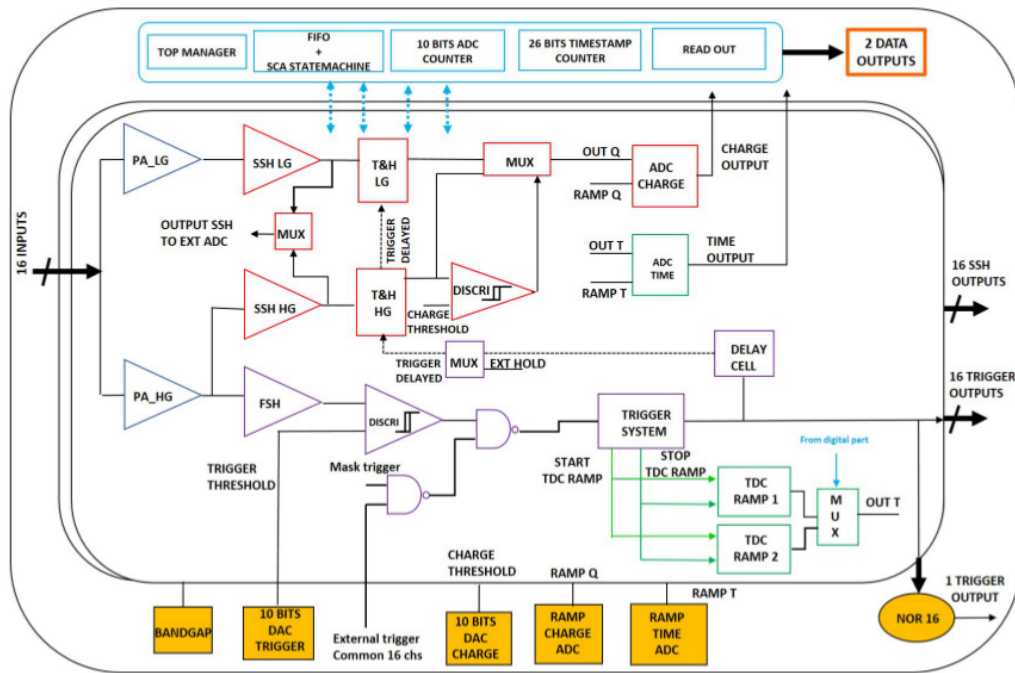 TOP MANAGER
FIFO
+
SCA STATEMACHINE
10 BITS ADC
COUNTER
26 BITS TIMESTAMP
COUNTER
READ OUT
2 DATA
OUTPUTS
PA_LG
SSH LG
T&H
LG
MUX
OUT Q
RAMP Q
ADC
CHARGE
CHARGE
OUTPUT
16 INPUTS
OUTPUT SSH
TO EXT ADC
MUX
TRIGGER
DELAYED
OUT T
RAMP T
ADC
TIME
TIME
OUTPUT
SSH HG
T&H
HG
DISCRI
CHARGE
THRESHOLD
16 SSH
OUTPUTS
TRIGGER
DELAYED
MUX
EXT HOLD
DELAY
CELL
PA_HG
FSH
DISCRI
TRIGGER
SYSTEM
16 TRIGGER
OUTPUTS
TRIGGER
THRESHOLD
Mask trigger
START
TDC RAMP
STOP
TDC RAMP
From digital part
TDC
RAMP 1
TDC
RAMP 2
M
U
X
OUT T
CHARGE
THRESHOLD
RAMP Q
RAMP T
BANDGAP
10 BITS
DAC
TRIGGER
External trigger
Common 16 chs
10 BITS
DAC
CHARGE
RAMP
CHARGE
ADC
RAMP
TIME
ADC
NOR 16
1 TRIGGER
OUTPUT